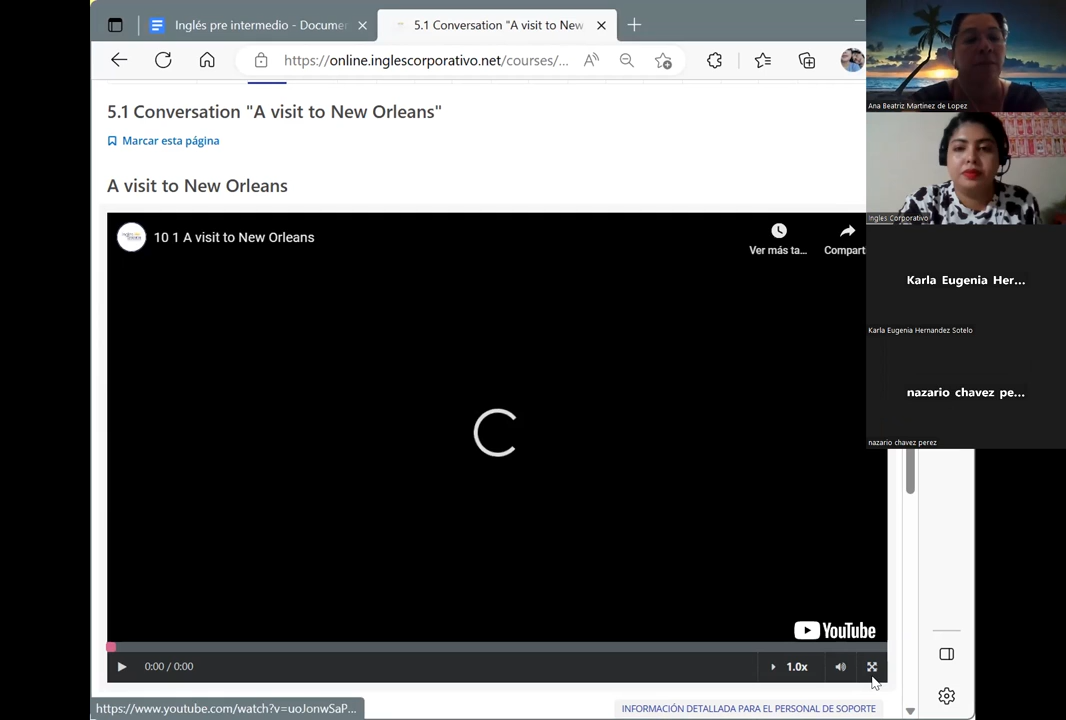 Inglés pre intermedio - Documen
5.1 Conversation "A visit to New
https://online.inglescorporativo.net/courses/...
5.1 Conversation "A visit to New Orleans"
Marcar esta página
A visit to New Orleans
10 1 A visit to New Orleans
Ver más ta...
Compart
YouTube
0:00 / 0:00
1.0x
https://www.youtube.com/watch?v=uoJonwSaP...
INFORMACIÓN DETALLADA PARA EL PERSONAL DE SOPORTE
Ana Beatriz Martinez de Lopez
Ingles Corporativo
Karla Eugenia Her...
Karla Eugenia Hernandez Sotelo
nazario chavez pe...
nazario chavez perez